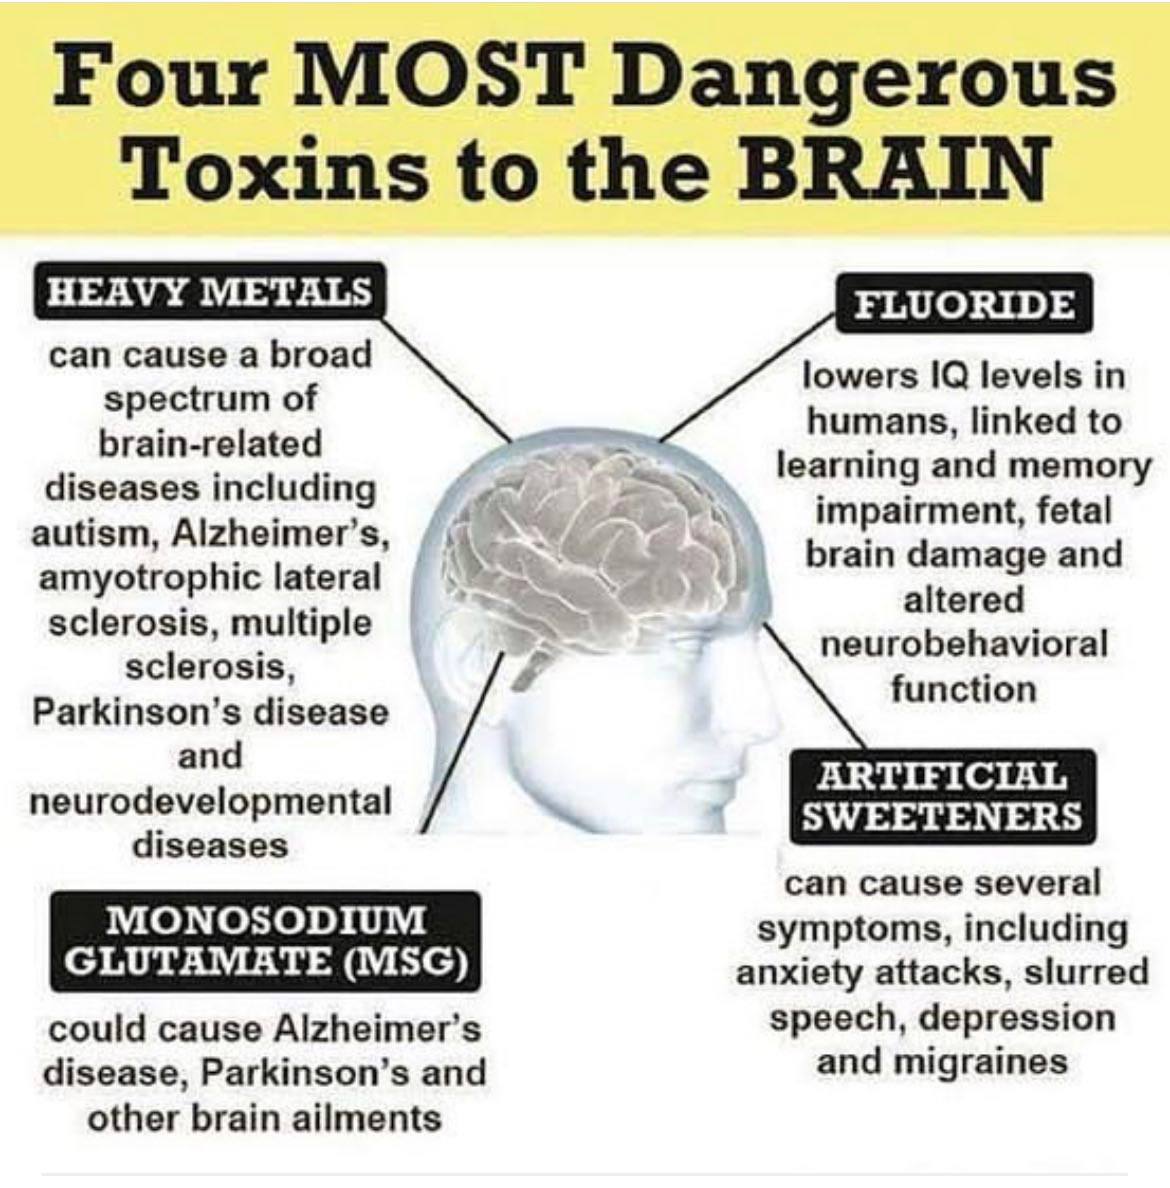 Four MOST Dangerous
Toxins to the BRAIN
HEAVY METALS
can cause a broad
spectrum of
brain-related
diseases including
autism, Alzheimer's,
amyotrophic lateral
sclerosis, multiple
sclerosis,
Parkinson's disease
and
neurodevelopmental
diseases
FLUORIDE
lowers IQ levels in
humans, linked to
learning and memory
impairment, fetal
brain damage and
altered
neurobehavioral
function
MONOSODIUM
GLUTAMATE (MSG)
could cause Alzheimer's
disease, Parkinson's and
other brain ailments
ARTIFICIAL
SWEETENERS
can cause several
symptoms, including
anxiety attacks, slurred
speech, depression
and migraines